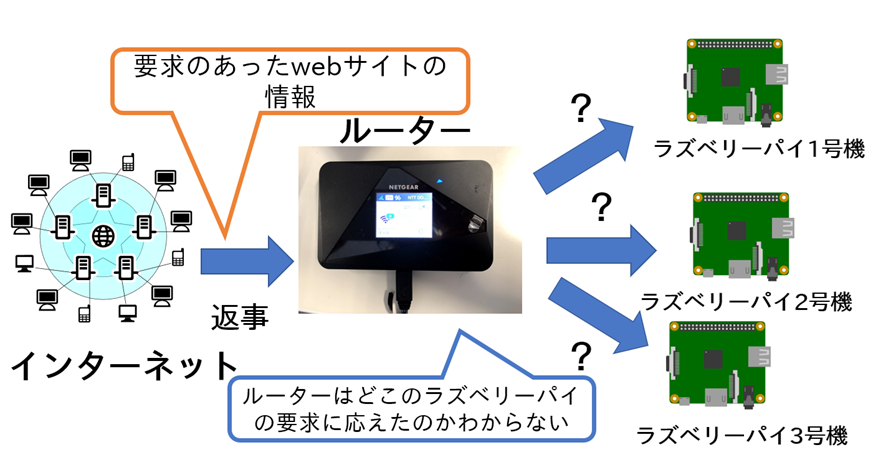 要求のあったwebサイトの
情報
ルーター
NETGEAR
ラズベリーパイ1号機
返事
インターネット
ラズベリーパイ2号機
ルーターはどこのラズベリーパイ
の要求に応えたのかわからない
ラズベリーパイ3号機
？
？
？